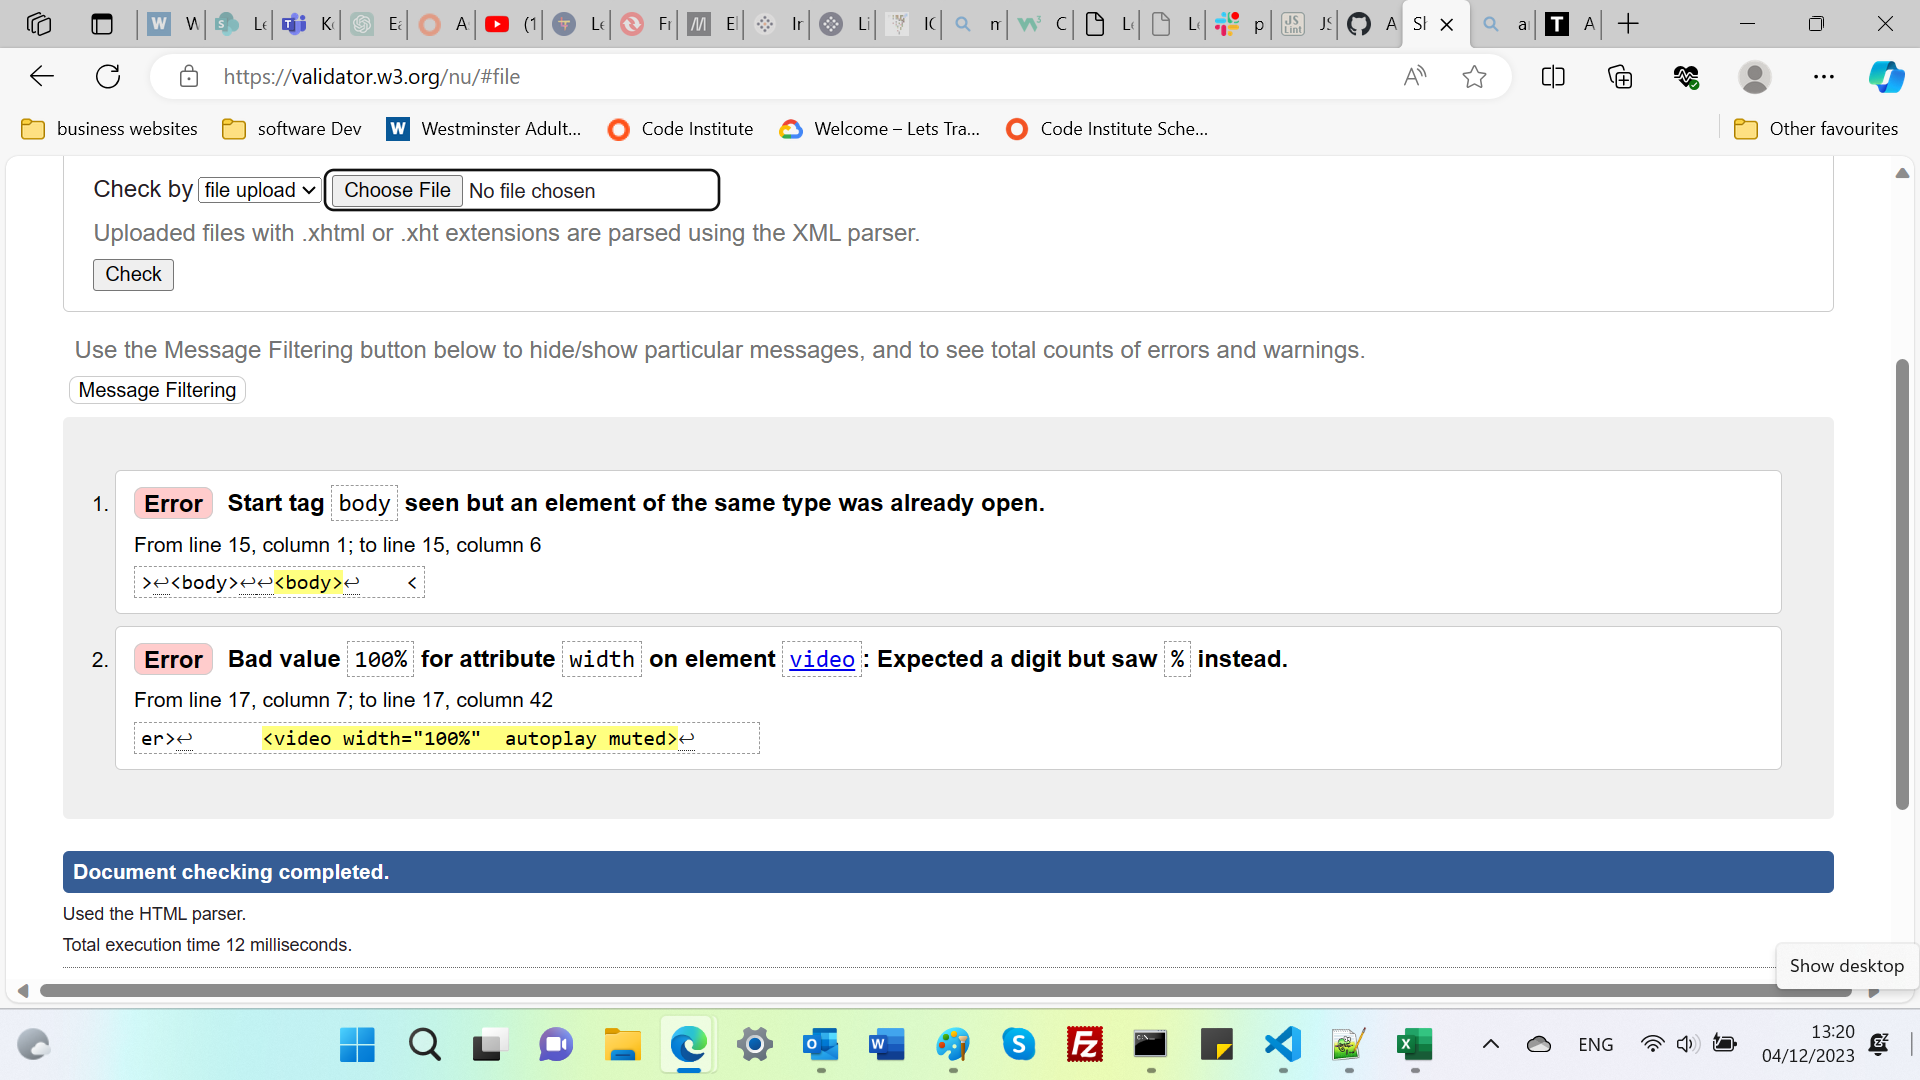 W
Le
Ke
Ea
A
(1
Le
Fr
El
Ir
Li
IC
m
C
Le
Le
p
JS
A
Sh
a
A
https://validator.w3.org/nu/#file
business websites
software Dev
Westminster Adult...
Code Institute
Welcome – Lets Tra...
Code Institute Sche...
Other favourites
Check by file upload Choose File No file chosen
Uploaded files with .xhtml or .xht extensions are parsed using the XML parser.
Check
Use the Message Filtering button below to hide/show particular messages, and to see total counts of errors and warnings.
Message Filtering
1. Error Start tag body seen but an element of the same type was already open.
From line 15, column 1; to line 15, column 6
>↩<body>↩↩<body>↩    <
2. Error Bad value 100% for attribute width on element video: Expected a digit but saw % instead.
From line 17, column 7; to line 17, column 42
er>↩      <video width="100%"  autoplay muted>↩
Document checking completed.
Used the HTML parser.
Total execution time 12 milliseconds.
Show desktop
ENG
13:20
04/12/2023